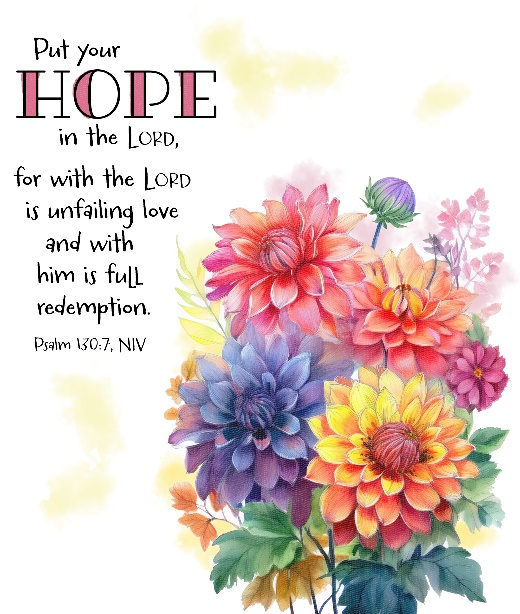 Put your
HOPE
in the LORD,
for with the LORD
is unfailing love
and with
him is full
redemption.
Psalm 130:7, NIV